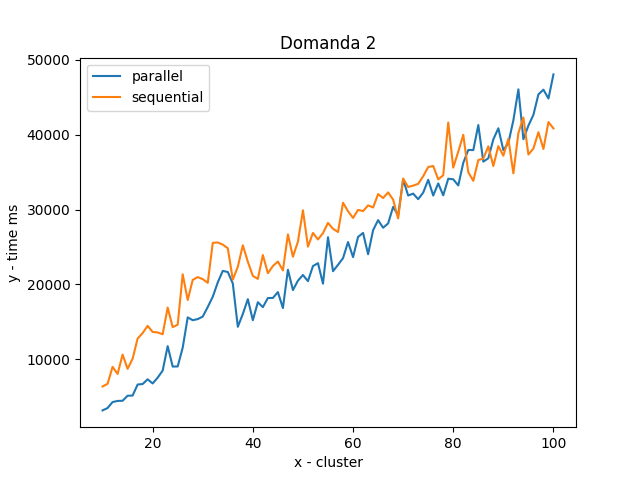 Domanda 2
50000
40000
30000
20000
10000
y - time ms
parallel
sequential
20
40
60
80
100
x - cluster